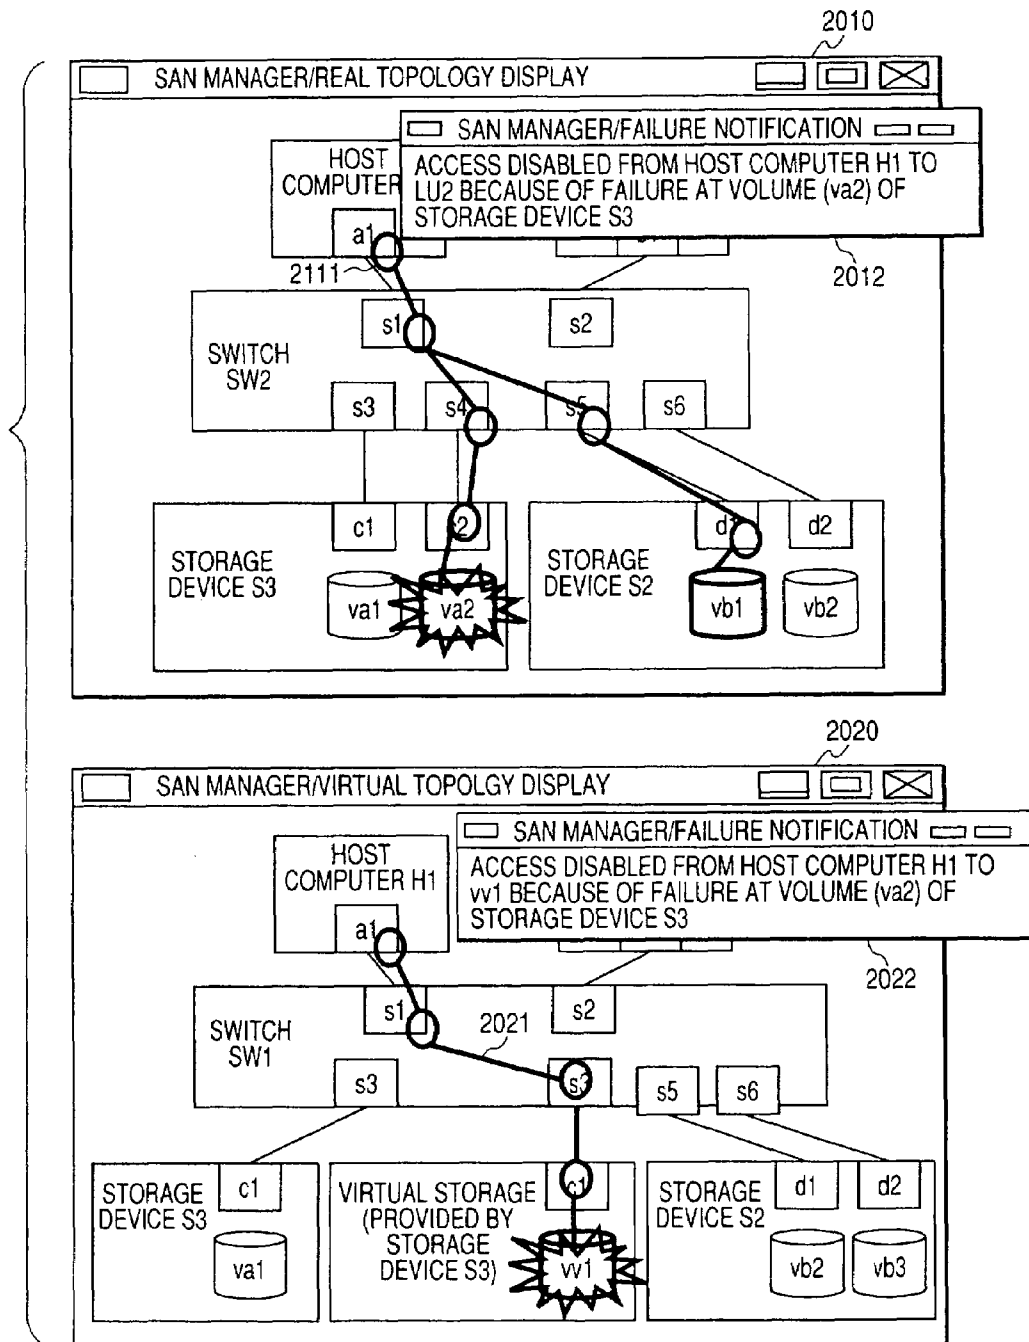 2010
SAN MANAGER/REAL TOPOLOGY DISPLAY
SAN MANAGER/FAILURE NOTIFICATION
ACCESS DISABLED FROM HOST COMPUTER H1 TO
LU2 BECAUSE OF FAILURE AT VOLUME (va2) OF
STORAGE DEVICE S3
HOST
COMPUTER
a1
2111
2012
s1
s2
SWITCH
SW2
s3
s4
s5
s6
c1
d1
d2
STORAGE
DEVICE S3
STORAGE
DEVICE S2
va1
va2
vb1
vb2
2020
SAN MANAGER/VIRTUAL TOPOLGY DISPLAY
SAN MANAGER/FAILURE NOTIFICATION
ACCESS DISABLED FROM HOST COMPUTER H1 TO
vv1 BECAUSE OF FAILURE AT VOLUME (va2) OF
STORAGE DEVICE S3
HOST
COMPUTER H1
a1
2022
s1
s2
SWITCH
SW1
2021
s3
s3
s5
s6
STORAGE
DEVICE S3
c1
VIRTUAL STORAGE
(PROVIDED BY
STORAGE
DEVICE S3)
c1
STORAGE
DEVICE S2
d1
d2
va1
vv1
vb2
vb3